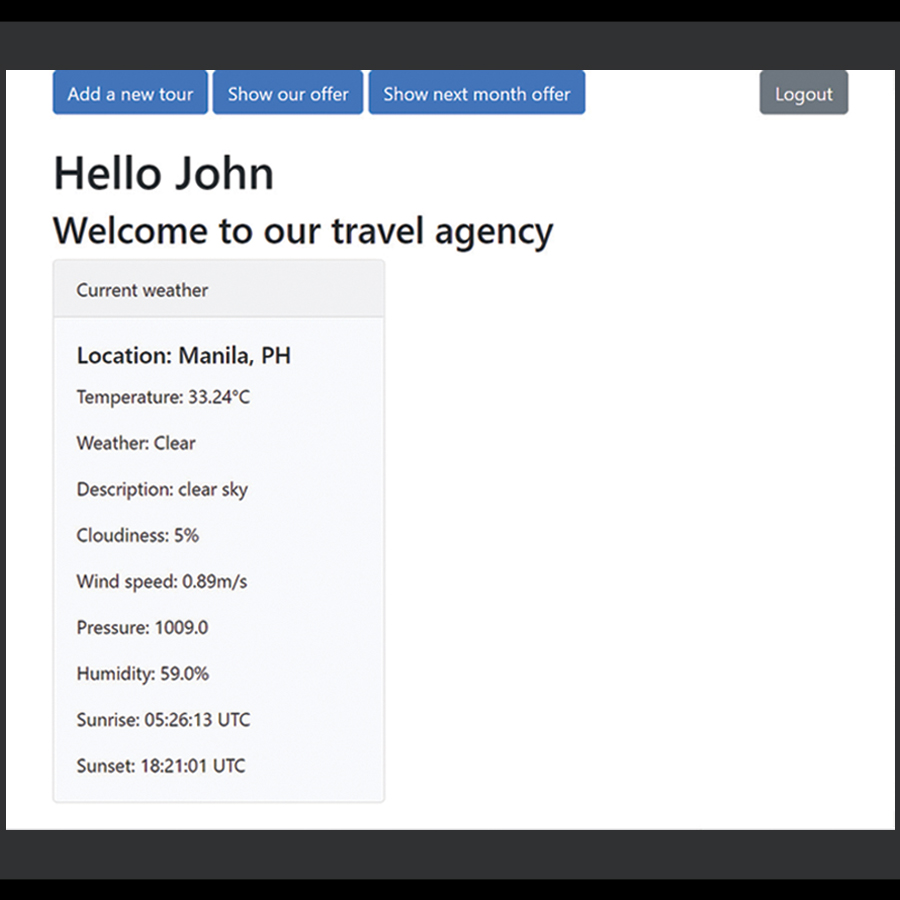 Add a new tour Show our offer Show next month offer Logout
Hello John
Welcome to our travel agency
Current weather
Location: Manila, PH
Temperature: 33.24°C
Weather: Clear
Description: clear sky
Cloudiness: 5%
Wind speed: 0.89m/s
Pressure: 1009.0
Humidity: 59.0%
Sunrise: 05:26:13 UTC
Sunset: 18:21:01 UTC